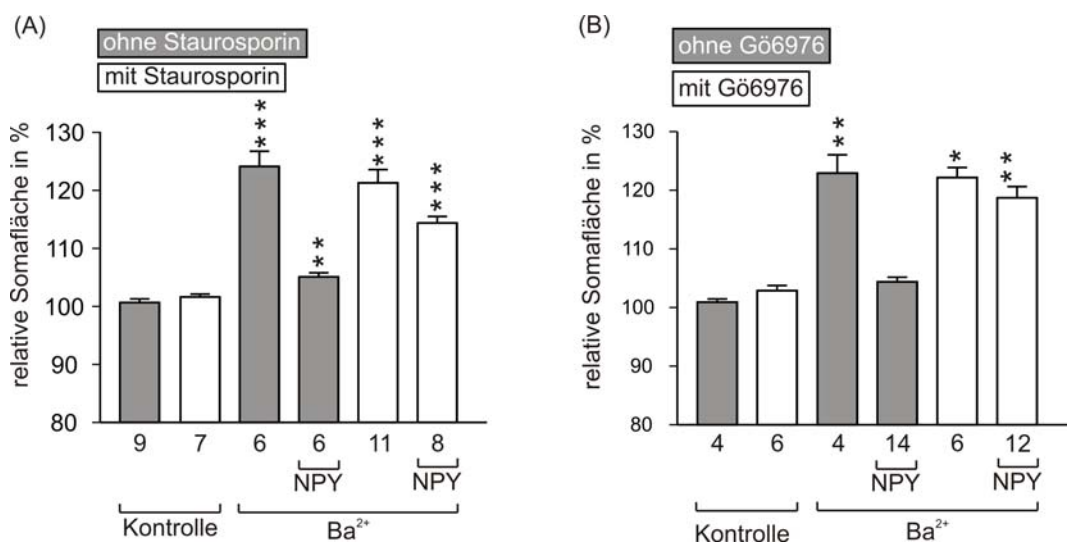 (A)
ohne Staurosporin
mit Staurosporin
relative Somafläche in %
130
120
110
100
90
80
***
**
***
***
9 7 6 6 11 8
NPY NPY
Kontrolle Ba²⁺
(B)
ohne Gö6976
mit Gö6976
relative Somafläche in %
130
120
110
100
90
80
**
*
**
4 6 4 14 6 12
NPY NPY
Kontrolle Ba²⁺